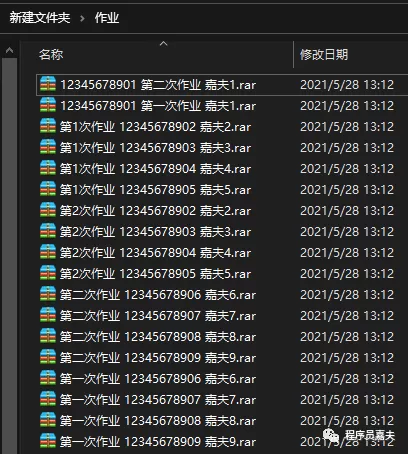 新建文件夹 > 作业
名称 修改日期
12345678901 第二次作业 嘉夫1.rar 2021/5/28 13:12
12345678901 第一次作业 嘉夫1.rar 2021/5/28 13:12
第1次作业 12345678902 嘉夫2.rar 2021/5/28 13:12
第1次作业 12345678903 嘉夫3.rar 2021/5/28 13:12
第1次作业 12345678904 嘉夫4.rar 2021/5/28 13:12
第1次作业 12345678905 嘉夫5.rar 2021/5/28 13:12
第2次作业 12345678902 嘉夫2.rar 2021/5/28 13:12
第2次作业 12345678903 嘉夫3.rar 2021/5/28 13:12
第2次作业 12345678904 嘉夫4.rar 2021/5/28 13:12
第2次作业 12345678905 嘉夫5.rar 2021/5/28 13:12
第二次作业 12345678906 嘉夫6.rar 2021/5/28 13:12
第二次作业 12345678907 嘉夫7.rar 2021/5/28 13:12
第二次作业 12345678908 嘉夫8.rar 2021/5/28 13:12
第二次作业 12345678909 嘉夫9.rar 2021/5/28 13:12
第一次作业 12345678906 嘉夫6.rar 2021/5/28 13:12
第一次作业 12345678907 嘉夫7.rar 2021/5/28 13:12
第一次作业 12345678908 嘉夫8.rar 2021/5/28 13:12
第一次作业 12345678909 嘉夫9.rar 2021/5/28 13:12
程序员嘉夫